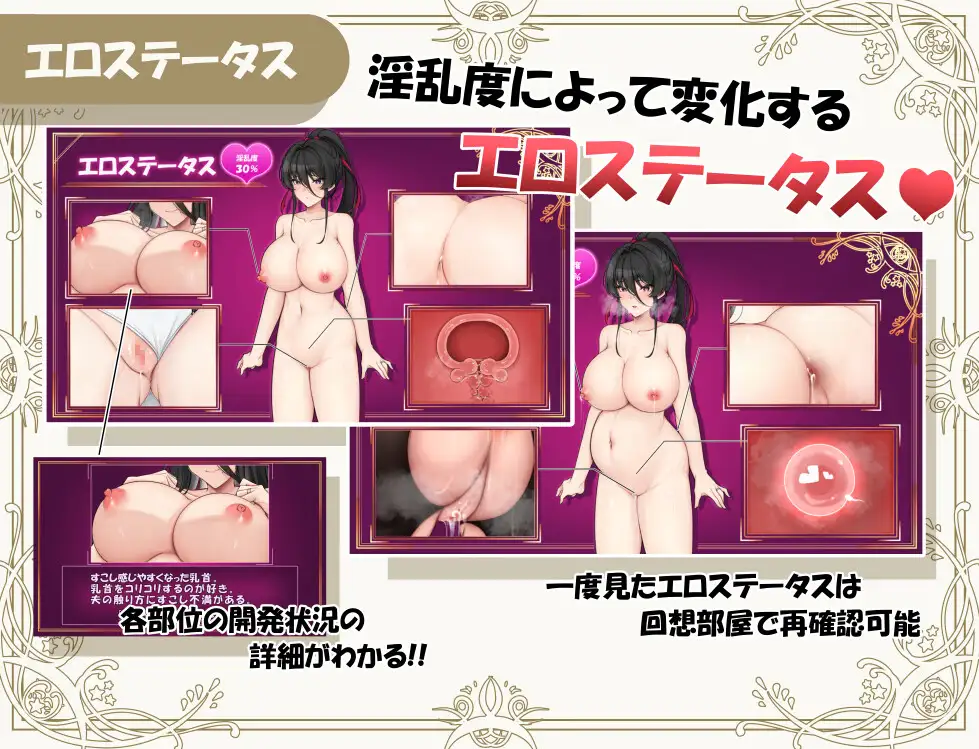 エロステータス
淫乱度によって変化する
エロステータス♥
エロステータス
淫乱度
30%
度
%
すこし感じやすくなった乳首。
乳首をコリコリするのが好き。
夫の触り方にすこし不満がある。
各部位の開発状況の
詳細がわかる!!
一度見たエロステータスは
回想部屋で再確認可能